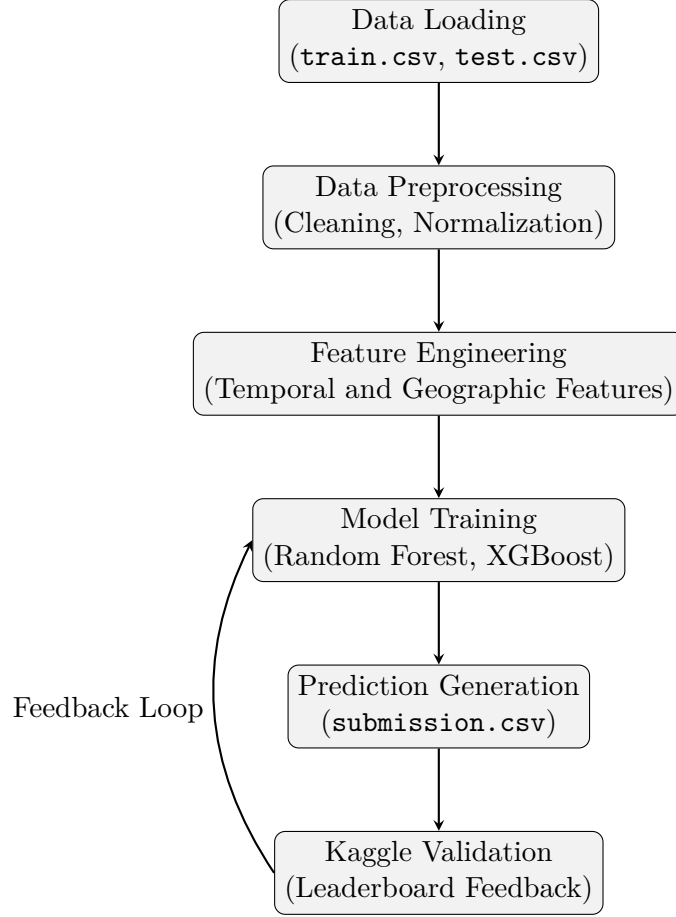 Data Loading
(train.csv, test.csv)
Data Preprocessing
(Cleaning, Normalization)
Feature Engineering
(Temporal and Geographic Features)
Model Training
(Random Forest, XGBoost)
Prediction Generation
(submission.csv)
Feedback Loop
Kaggle Validation
(Leaderboard Feedback)